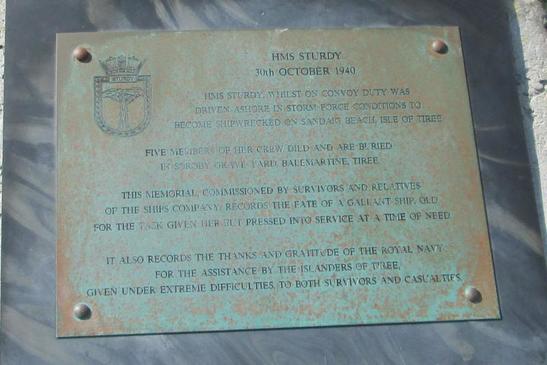 STURDY
HMS STURDY
30th OCTOBER 1940
HMS STURDY, WHILST ON CONVOY DUTY WAS
DRIVEN ASHORE IN STORM FORCE CONDITIONS TO
BECOME SHIPWRECKED ON SANDAIG BEACH, ISLE OF TIREE
FIVE MEMBERS OF HER CREW DIED AND ARE BURIED
IN SOROBY GRAVE YARD, BALEMARTINE, TIREE.
THIS MEMORIAL, COMMISSIONED BY SURVIVORS AND RELATIVES
OF THE SHIPS COMPANY, RECORDS THE FATE OF A GALLANT SHIP, OLD
FOR THE TASK GIVEN HER BUT PRESSED INTO SERVICE AT A TIME OF NEED
IT ALSO RECORDS THE THANKS AND GRATITUDE OF THE ROYAL NAVY
FOR THE ASSISTANCE BY THE ISLANDERS OF TIREE,
GIVEN UNDER EXTREME DIFFICULTIES, TO BOTH SURVIVORS AND CASUALTIES.